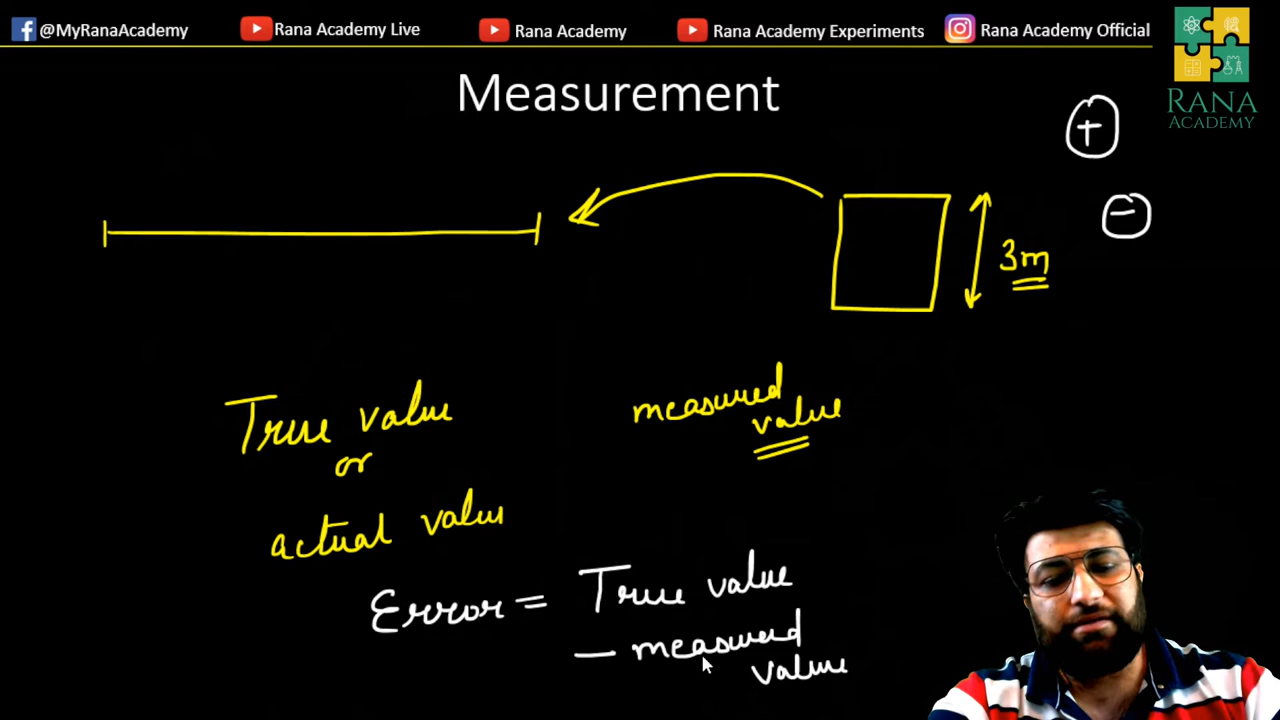 @MyRanaAcademy
Rana Academy Live
Rana Academy
Rana Academy Experiments
Rana Academy Official
RANA
ACADEMY
Measurement
+
−
3m
True value
or
actual value
measured
value
Error = True value
— measured
value